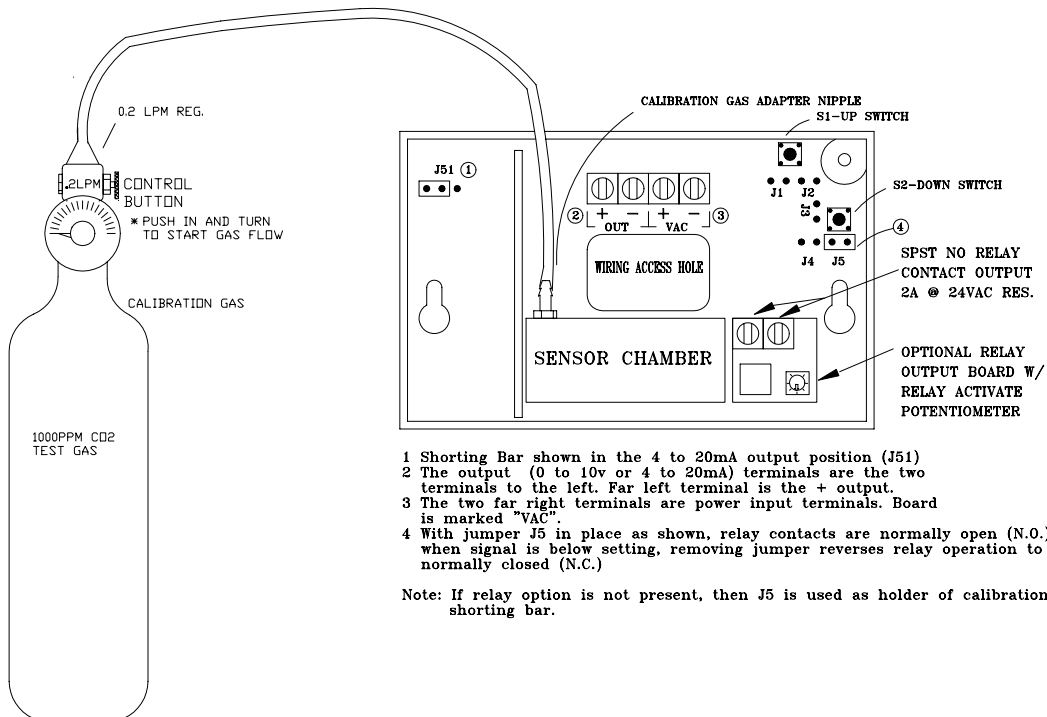 0.2 LPM REG.
.2LPM
CONTROL
BUTTON
* PUSH IN AND TURN
TO START GAS FLOW
CALIBRATION GAS
1000PPM CO2
TEST GAS
CALIBRATION GAS ADAPTER NIPPLE
S1-UP SWITCH
J51 1
J1 J2
S2-DOWN SWITCH
J3
2 + - + - 3
OUT VAC
4
J4 J5
WIRING ACCESS HOLE
SPST NO RELAY
CONTACT OUTPUT
2A @ 24VAC RES.
SENSOR CHAMBER
OPTIONAL RELAY
OUTPUT BOARD W/
RELAY ACTIVATE
POTENTIOMETER
1 Shorting Bar shown in the 4 to 20mA output position (J51)
2 The output (0 to 10v or 4 to 20mA) terminals are the two
terminals to the left. Far left terminal is the + output.
3 The two far right terminals are power input terminals. Board
is marked "VAC".
4 With jumper J5 in place as shown, relay contacts are normally open (N.O.)
when signal is below setting, removing jumper reverses relay operation to
normally closed (N.C.)
Note: If relay option is not present, then J5 is used as holder of calibration
shorting bar.